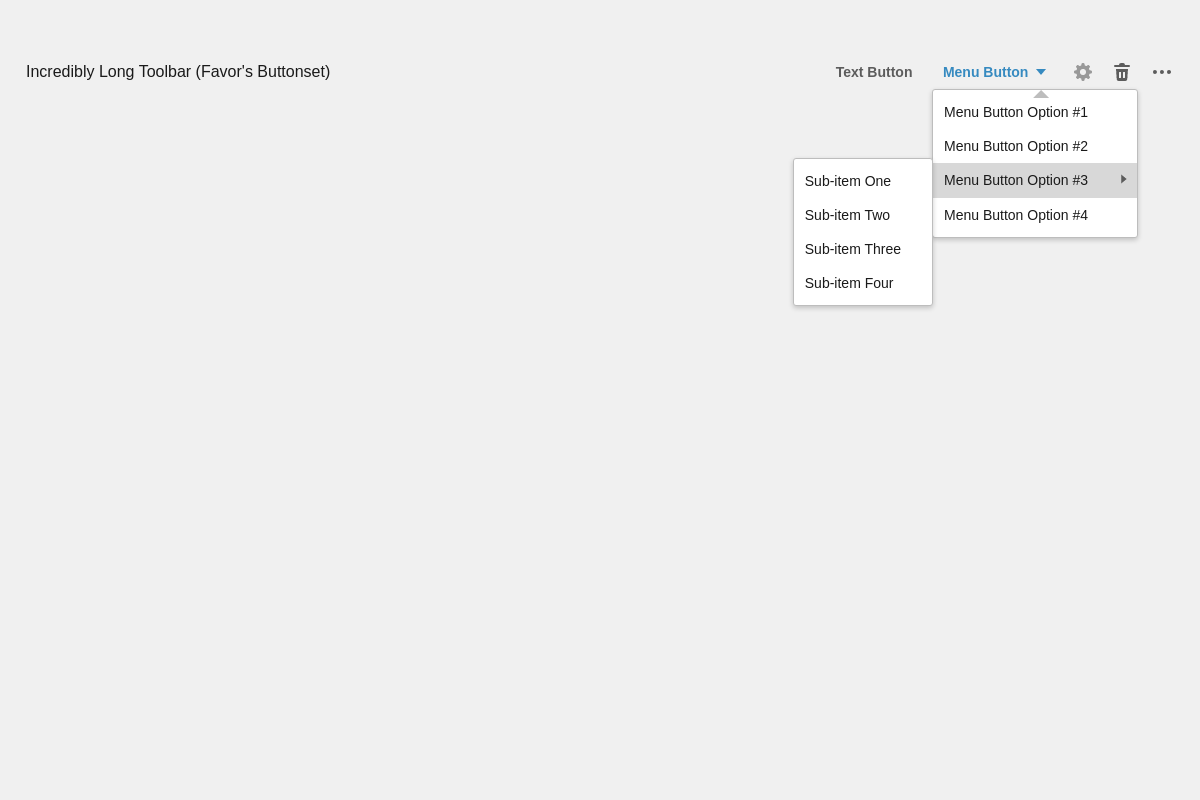 Incredibly Long Toolbar (Favor's Buttonset)
Text Button
Menu Button
Menu Button Option #1
Menu Button Option #2
Menu Button Option #3
Menu Button Option #4
Sub-item One
Sub-item Two
Sub-item Three
Sub-item Four